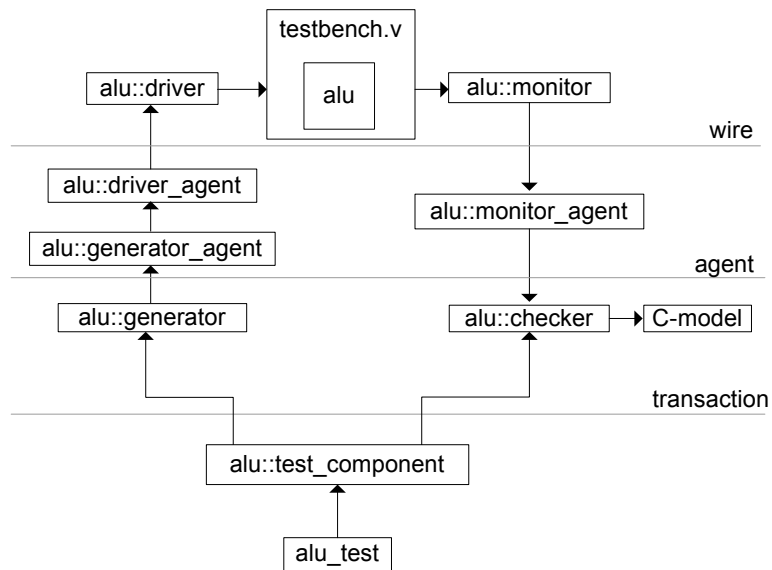 testbench.v
alu::driver
alu
alu::monitor
wire
alu::driver_agent
alu::monitor_agent
alu::generator_agent
agent
alu::generator
alu::checker
C-model
transaction
alu::test_component
alu_test